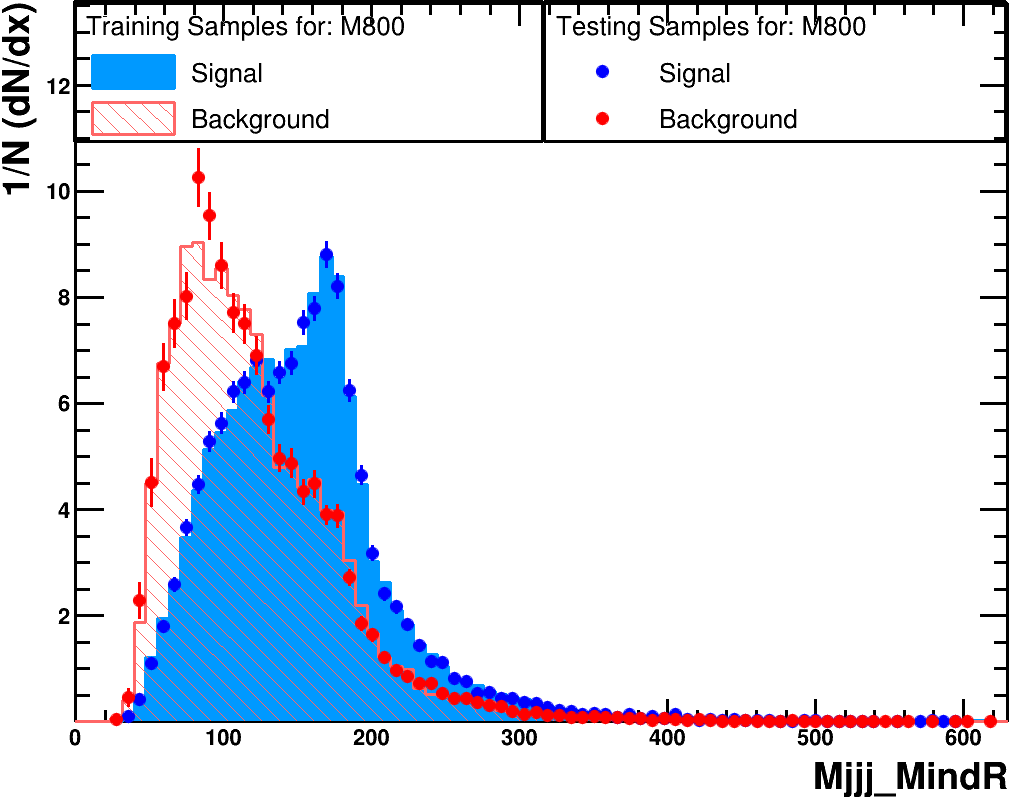 Training Samples for: M800
Signal
Background
Testing Samples for: M800
Signal
Background
1/N (dN/dx)
12
10
8
6
4
2
0 100 200 300 400 500 600
Mjjj_MindR